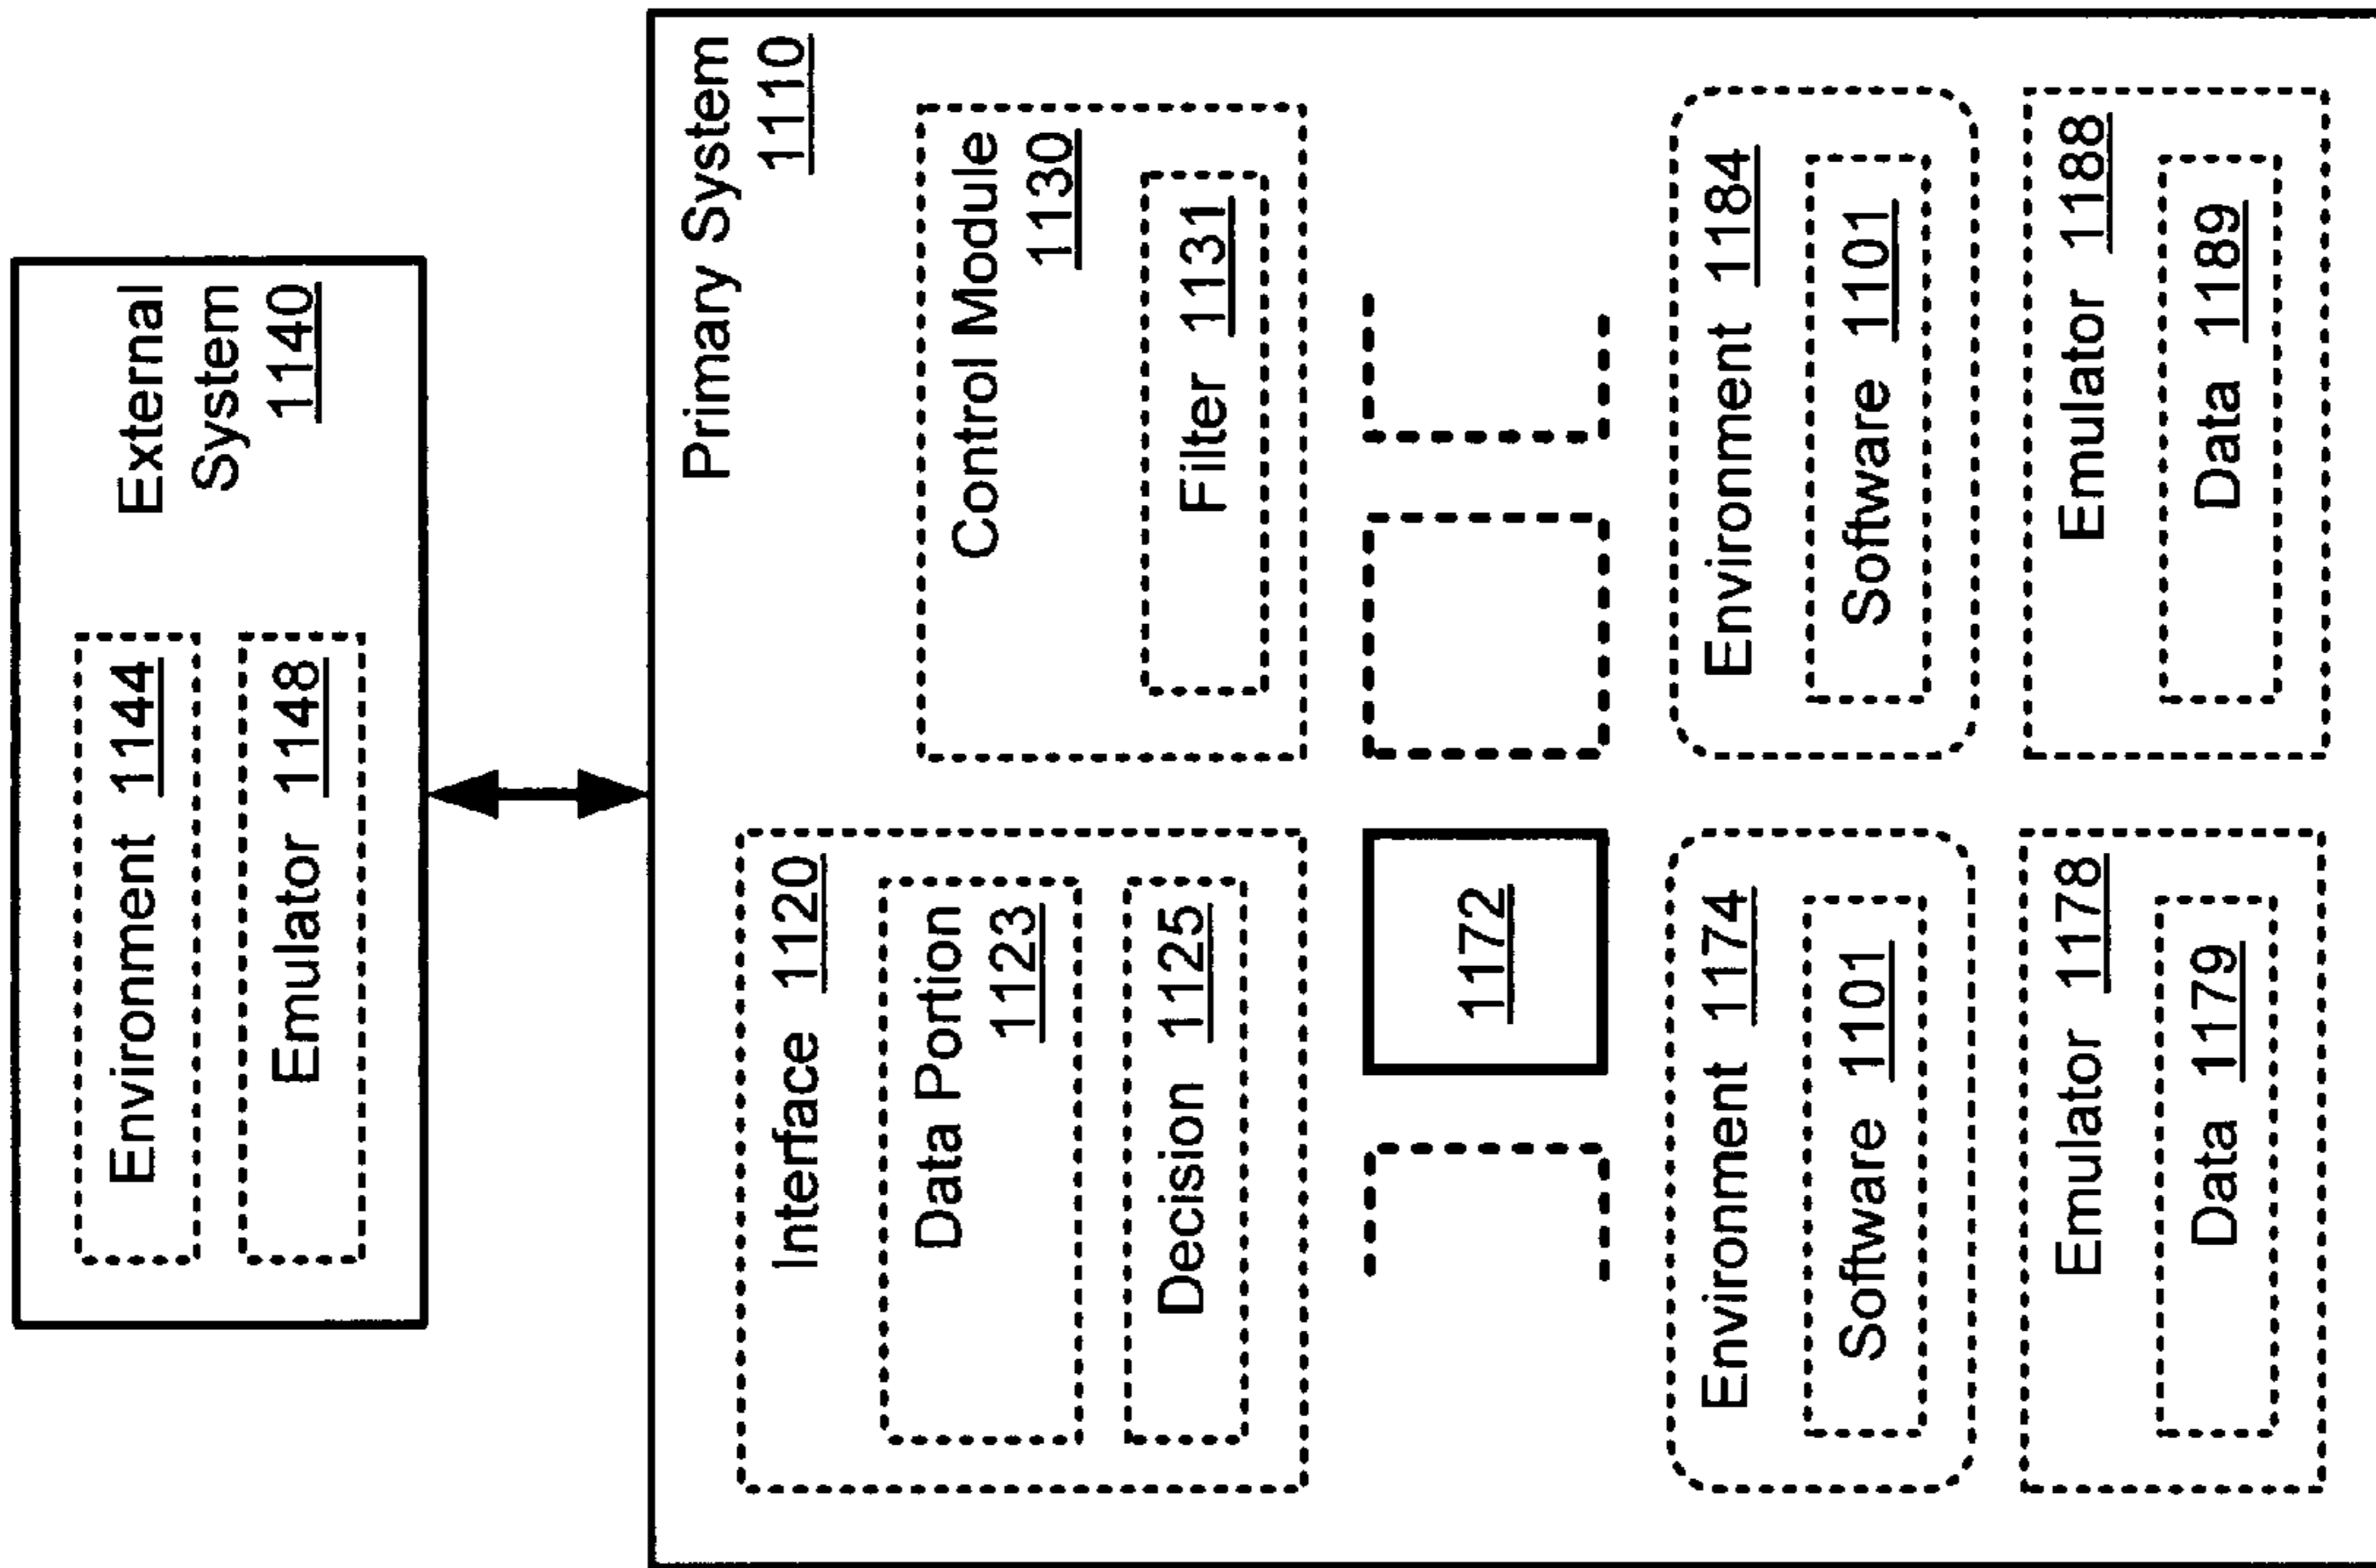 Environment 1144
Emulator 1148
External
System
1140
Primary System
1110
Interface 1120
Data Portion
1123
Decision 1125
Control Module
1130
Filter 1131
1172
Environment 1174
Software 1101
Environment 1184
Software 1101
Emulator 1178
Data 1179
Emulator 1188
Data 1189